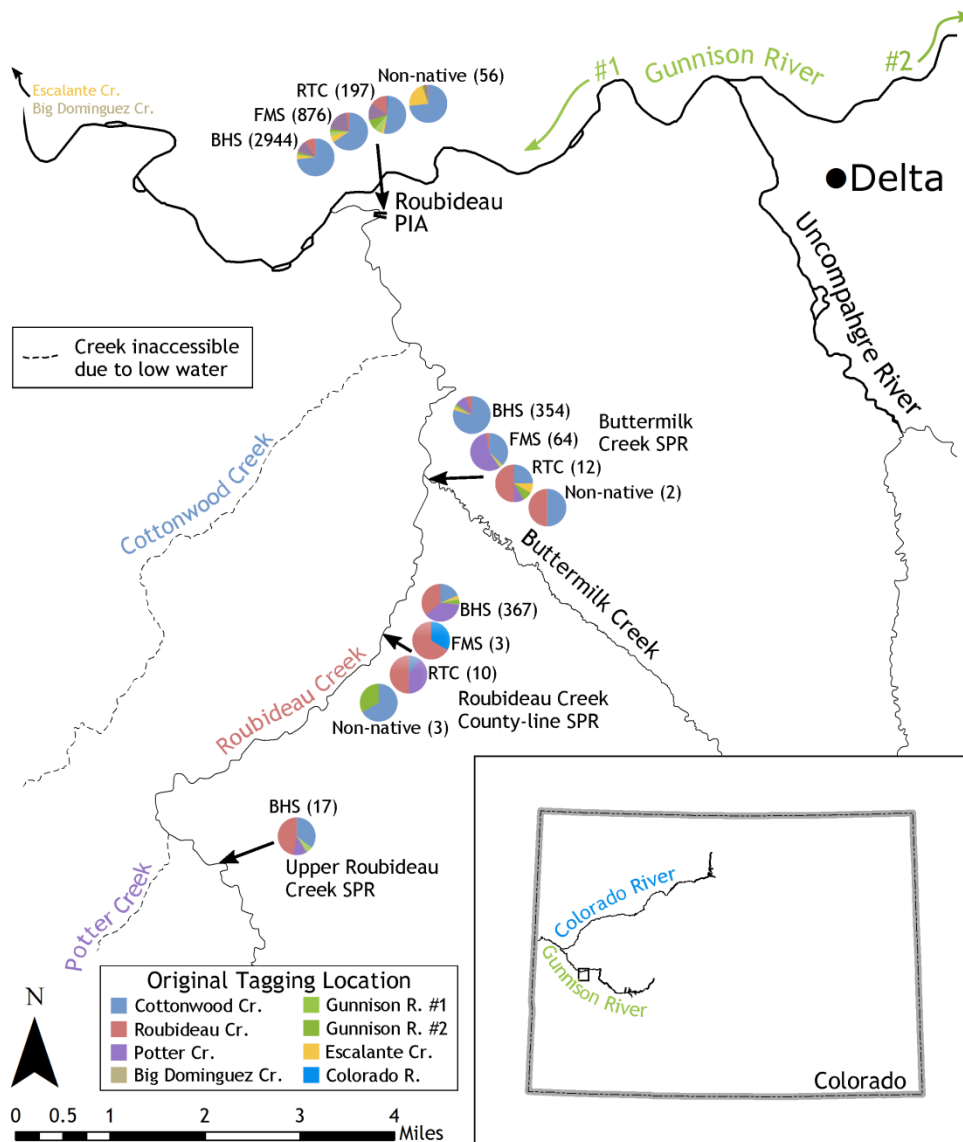 #2
Gunnison River
#1
Non-native (56)
RTC (197)
FMS (876)
BHS (2944)
Escalante Cr.
Big Dominguez Cr.
Delta
Roubideau
PIA
Uncompahgre River
Creek inaccessible
due to low water
BHS (354)
FMS (64)
RTC (12)
Non-native (2)
Buttermilk
Creek SPR
Cottonwood Creek
Buttermilk Creek
BHS (367)
FMS (3)
RTC (10)
Non-native (3)
Roubideau Creek
County-line SPR
Roubideau Creek
BHS (17)
Upper Roubideau
Creek SPR
Potter Creek
Original Tagging Location
Cottonwood Cr.
Roubideau Cr.
Potter Cr.
Big Dominguez Cr.
Gunnison R. #1
Gunnison R. #2
Escalante Cr.
Colorado R.
N
0 0.5 1 2 3 4
Miles
Colorado River
Gunnison River
Colorado